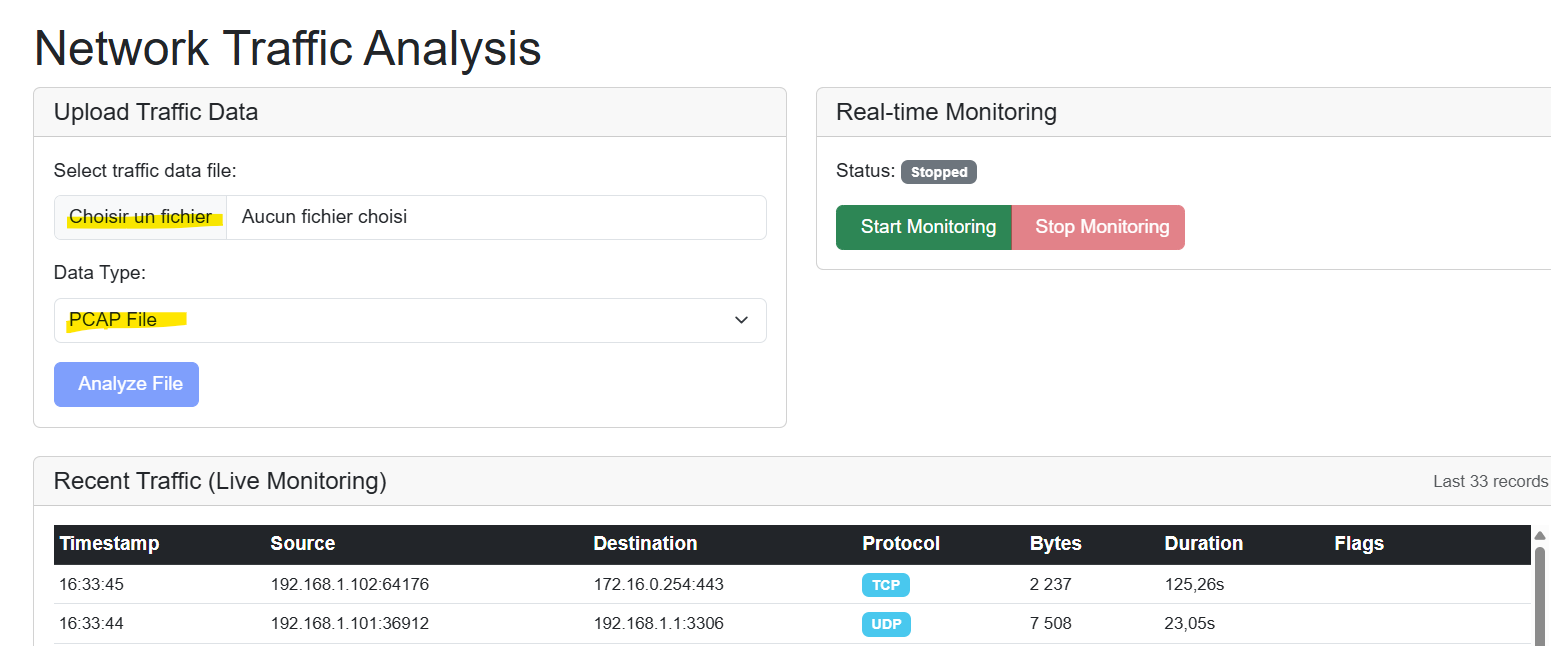 Network Traffic Analysis
Upload Traffic Data
Select traffic data file:
Choisir un fichier Aucun fichier choisi
Data Type:
PCAP File
Analyze File
Real-time Monitoring
Status: Stopped
Start Monitoring Stop Monitoring
Recent Traffic (Live Monitoring) Last 33 records
Timestamp Source Destination Protocol Bytes Duration Flags
16:33:45 192.168.1.102:64176 172.16.0.254:443 TCP 2 237 125,26s
16:33:44 192.168.1.101:36912 192.168.1.1:3306 UDP 7 508 23,05s